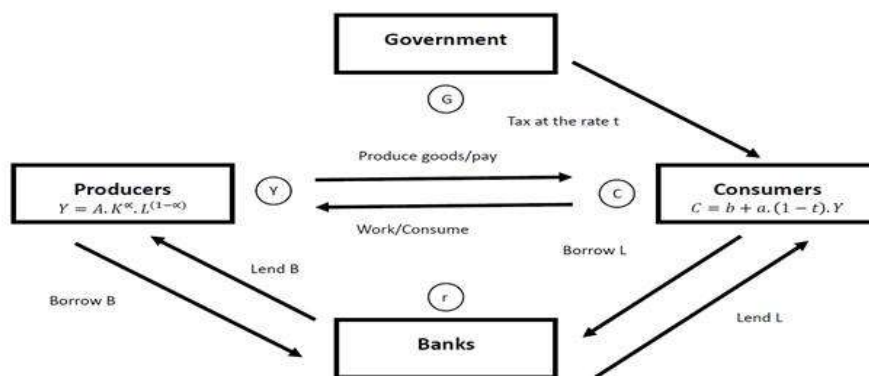 Government
G
Tax at the rate t
Produce goods/pay
Producers
Y = A.K^∝.L^(1−∝)
Y
C
Consumers
C = b + a.(1 − t).Y
Work/Consume
Borrow L
Lend B
Borrow B
r
Lend L
Banks